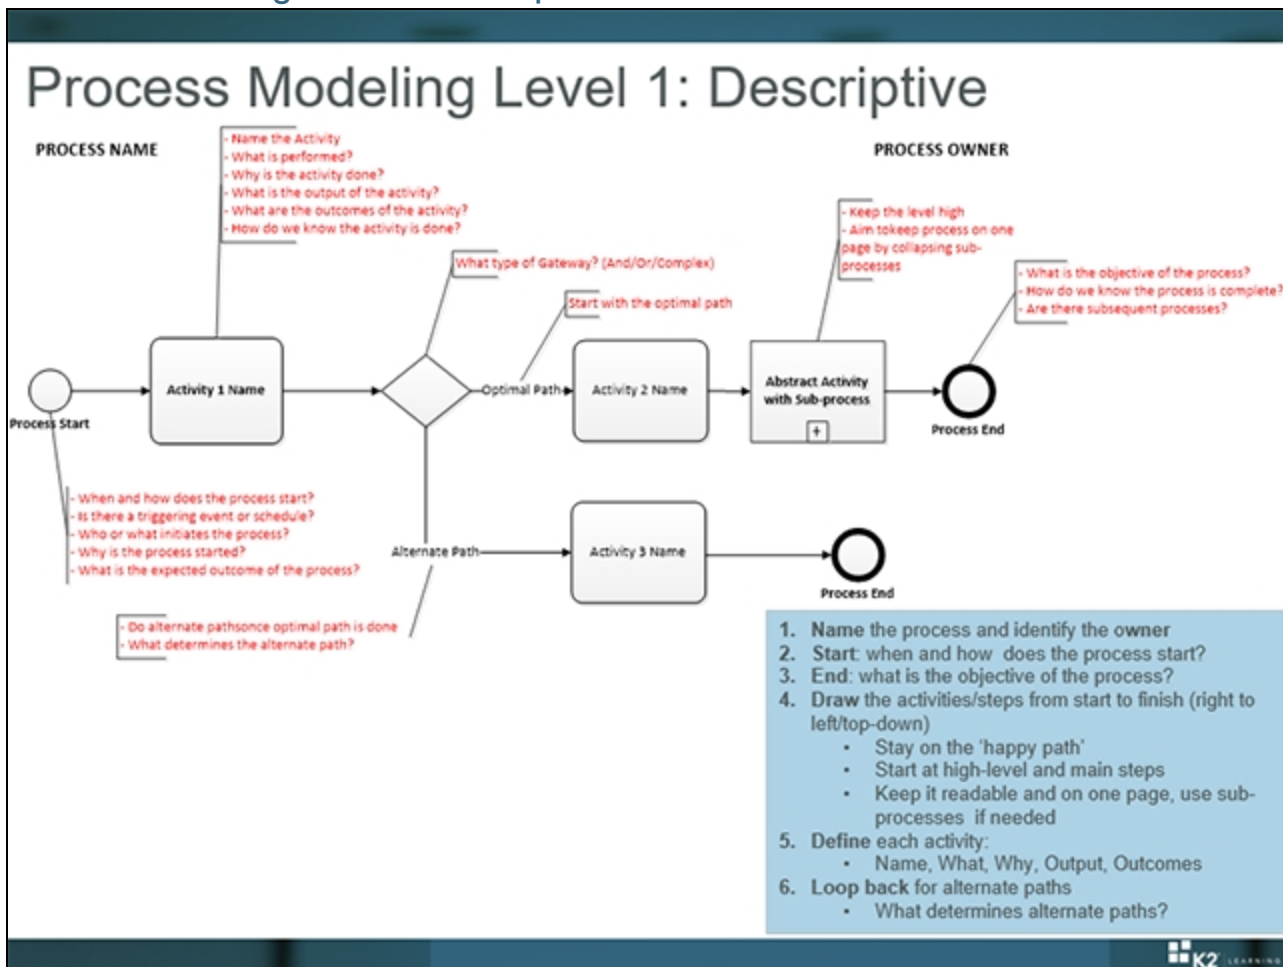 Process Modeling Level 1: Descriptive
PROCESS NAME
PROCESS OWNER
- Name the Activity
- What is performed?
- Why is the activity done?
- What is the output of the activity?
- What are the outcomes of the activity?
- How do we know the activity is done?
- Keep the level high
- Aim tokeep process on one
page by collapsing sub-
processes
What type of Gateway? (And/Or/Complex)
- What is the objective of the process?
- How do we know the process is complete?
- Are there subsequent processes?
Start with the optimal path
Process Start
Activity 1 Name
Optimal Path
Activity 2 Name
Abstract Activity
with Sub-process
+
Process End
- When and how does the process start?
- Is there a triggering event or schedule?
- Who or what initiates the process?
- Why is the process started?
- What is the expected outcome of the process?
Alternate Path
Activity 3 Name
Process End
- Do alternate pathsonce optimal path is done
- What determines the alternate path?
1. Name the process and identify the owner
2. Start: when and how does the process start?
3. End: what is the objective of the process?
4. Draw the activities/steps from start to finish (right to
left/top-down)
• Stay on the 'happy path'
• Start at high-level and main steps
• Keep it readable and on one page, use sub-
processes if needed
5. Define each activity:
• Name, What, Why, Output, Outcomes
6. Loop back for alternate paths
• What determines alternate paths?
K2 LEARNING